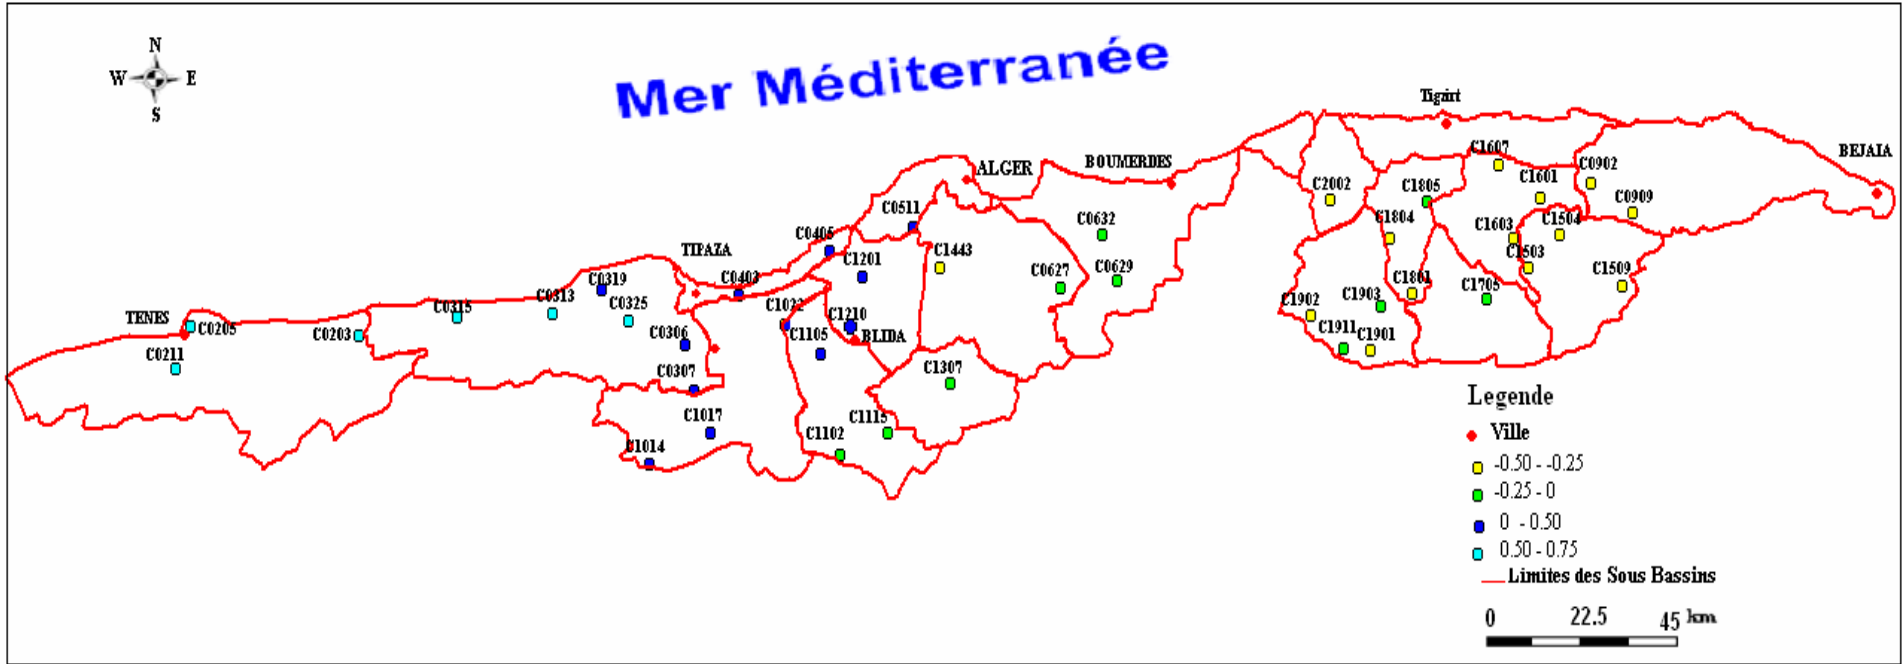 N
W E
S
Mer Méditerranée
Tigzirt
BEJAIA
ALGER
BOUMERDES
C1607
C0902
C2002
C1805
C1601
C0909
C0511
C0632
C1804
C1603
C1504
C0405
C1503
TIPAZA
C1201
C1443
C0627
C0629
C1509
C0319
C0403
C1801
C1705
C0325
C0313
C1902
C1903
C0315
C1022
C1210
TENES
C0205
C0203
C0306
C1105
BLIDA
C1911
C1901
C0211
C0307
C1307
C1017
C1115
C1102
C1014
Legende
Ville
-0.50 - -0.25
-0.25 - 0
0 - 0.50
0.50 - 0.75
Limites des Sous Bassins
0 22.5 45 km